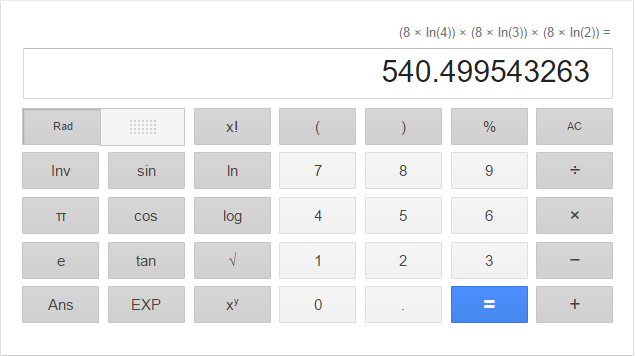 (8 × ln(4)) × (8 × ln(3)) × (8 × ln(2)) =
540.499543263
Rad x! ( ) % AC
Inv sin ln 7 8 9 ÷
π cos log 4 5 6 ×
e tan √ 1 2 3 −
Ans EXP xʸ 0 . = +